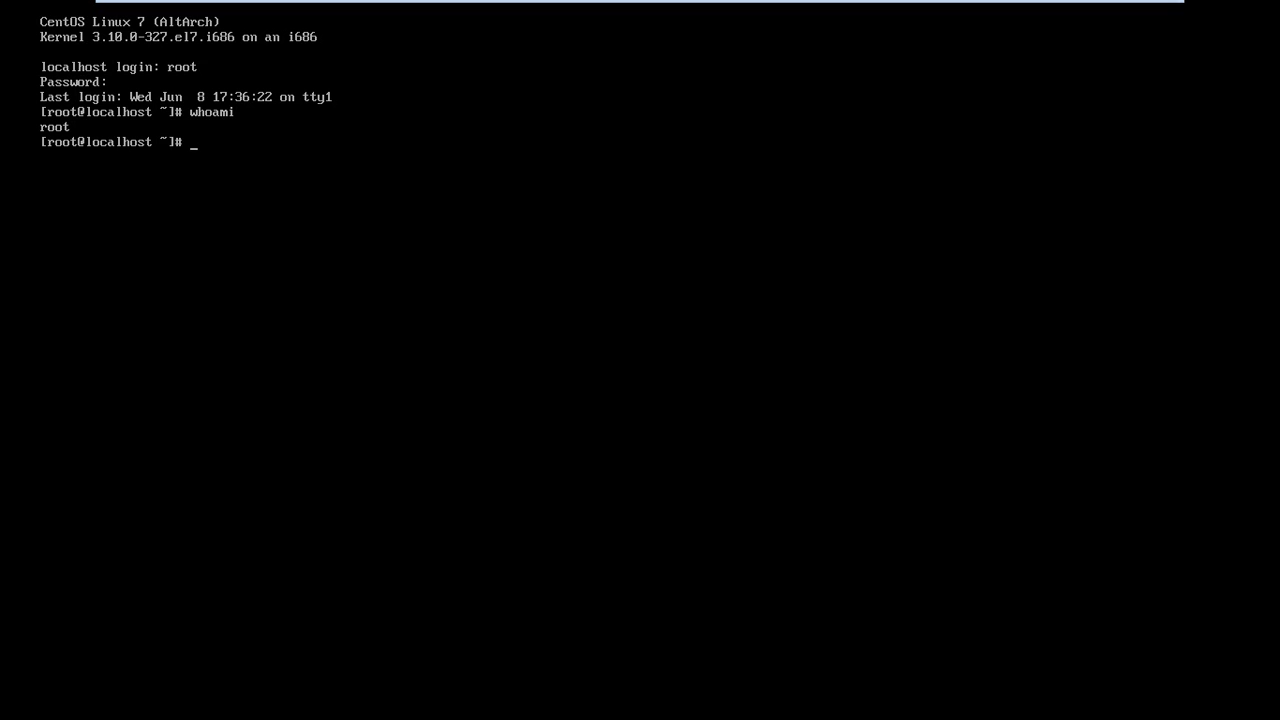 CentOS Linux 7 (AltArch)
Kernel 3.10.0-327.el7.i686 on an i686
localhost login: root
Password:
Last login: Wed Jun  8 17:36:22 on tty1
[root@localhost ~]# whoami
root
[root@localhost ~]# _